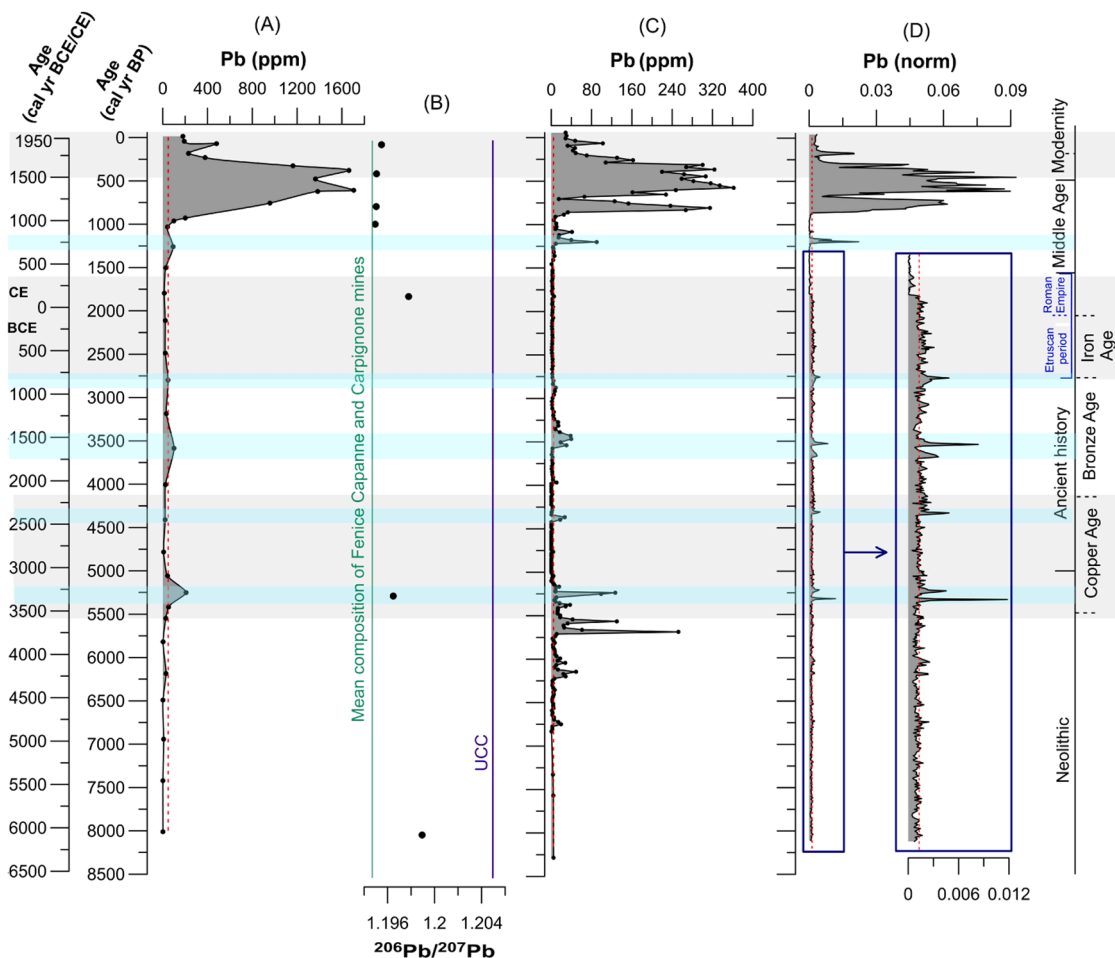 (A)
(B)
(C)
(D)
Age
(cal yr BCE/CE)
Age
(cal yr BP)
Pb (ppm)
Pb (ppm)
Pb (norm)
0 400 1200 1600
0 80 160 240 320 400
0 0.03 0.06 0.09
1950
1500
1000
500
CE
0
BCE
500
1000
1500
2000
2500
3000
3500
4000
4500
5000
5500
6000
6500
0
500
1000
1500
2000
2500
3000
3500
4000
4500
5000
5500
6000
6500
7000
7500
8000
8500
Mean composition of Fenice Capanne and Carpignone mines
UCC
1.196 1.2 1.204
206Pb/207Pb
0 0.006 0.012
Modernity
Middle Age
Ancient history
Neolithic
Roman
Empire
Etruscan
period
Iron
Age
Bronze Age
Copper Age